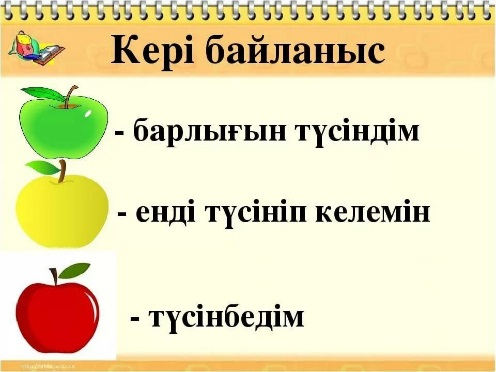 Кері байланыс
- барлығын түсіндім
- енді түсініп келемін
- түсінбедім